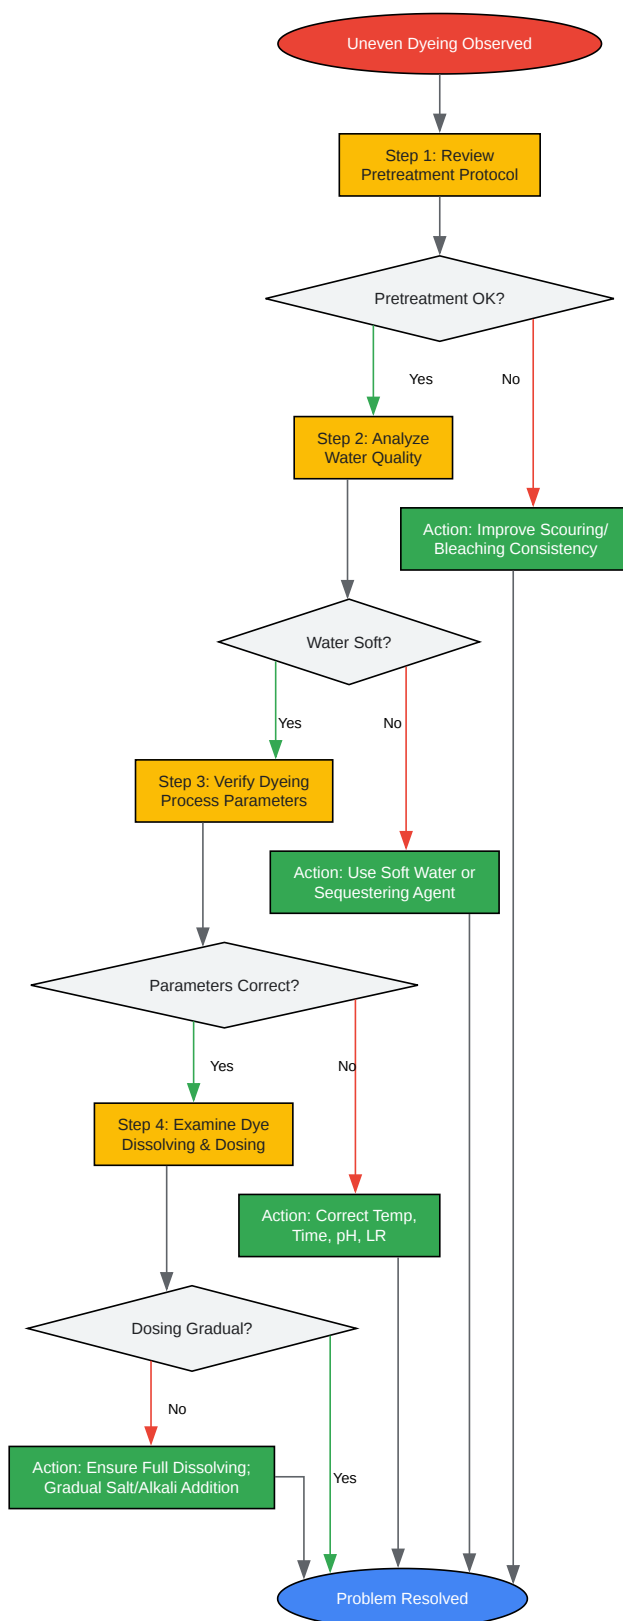 Uneven Dyeing Observed
Step 1: Review
Pretreatment Protocol
Pretreatment OK?
Yes
No
Step 2: Analyze
Water Quality
Action: Improve Scouring/
Bleaching Consistency
Water Soft?
Yes
No
Step 3: Verify Dyeing
Process Parameters
Action: Use Soft Water or
Sequestering Agent
Parameters Correct?
Yes
No
Step 4: Examine Dye
Dissolving & Dosing
Action: Correct Temp,
Time, pH, LR
Dosing Gradual?
No
Action: Ensure Full Dissolving;
Gradual Salt/Alkali Addition
Yes
Problem Resolved